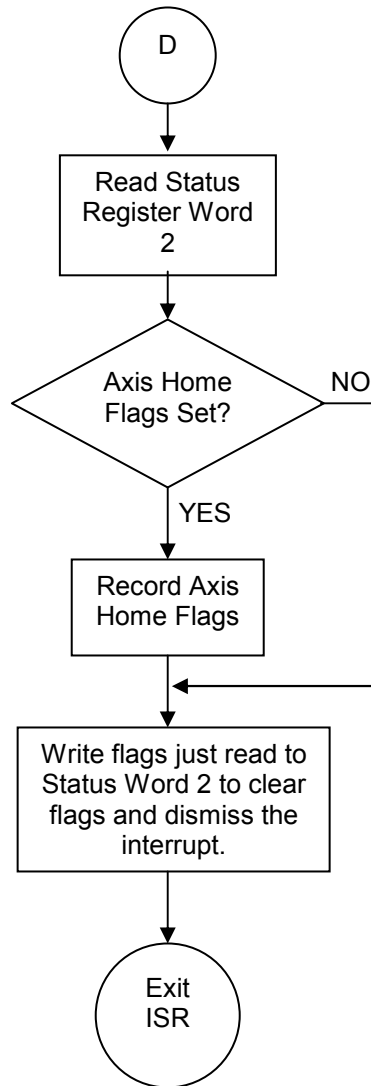 D
Read Status
Register Word
2
Axis Home
Flags Set?
NO
YES
Record Axis
Home Flags
Write flags just read to
Status Word 2 to clear
flags and dismiss the
interrupt.
Exit
ISR